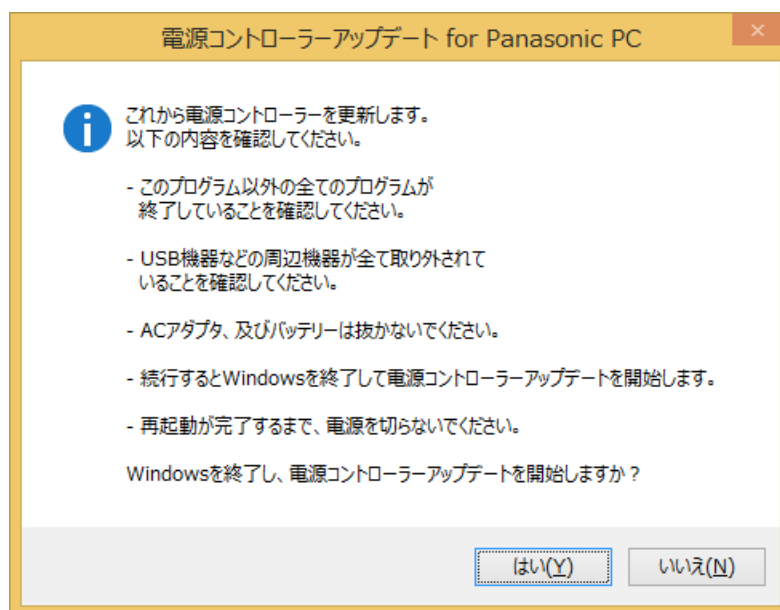 電源コントローラーアップデート for Panasonic PC
これから電源コントローラーを更新します。
以下の内容を確認してください。
- このプログラム以外の全てのプログラムが
終了していることを確認してください。
- USB機器などの周辺機器が全て取り外されて
いることを確認してください。
- ACアダプタ、及びバッテリーは抜かないでください。
- 続行するとWindowsを終了して電源コントローラーアップデートを開始します。
- 再起動が完了するまで、電源を切らないでください。
Windowsを終了し、電源コントローラーアップデートを開始しますか？
はい(Y)
いいえ(N)